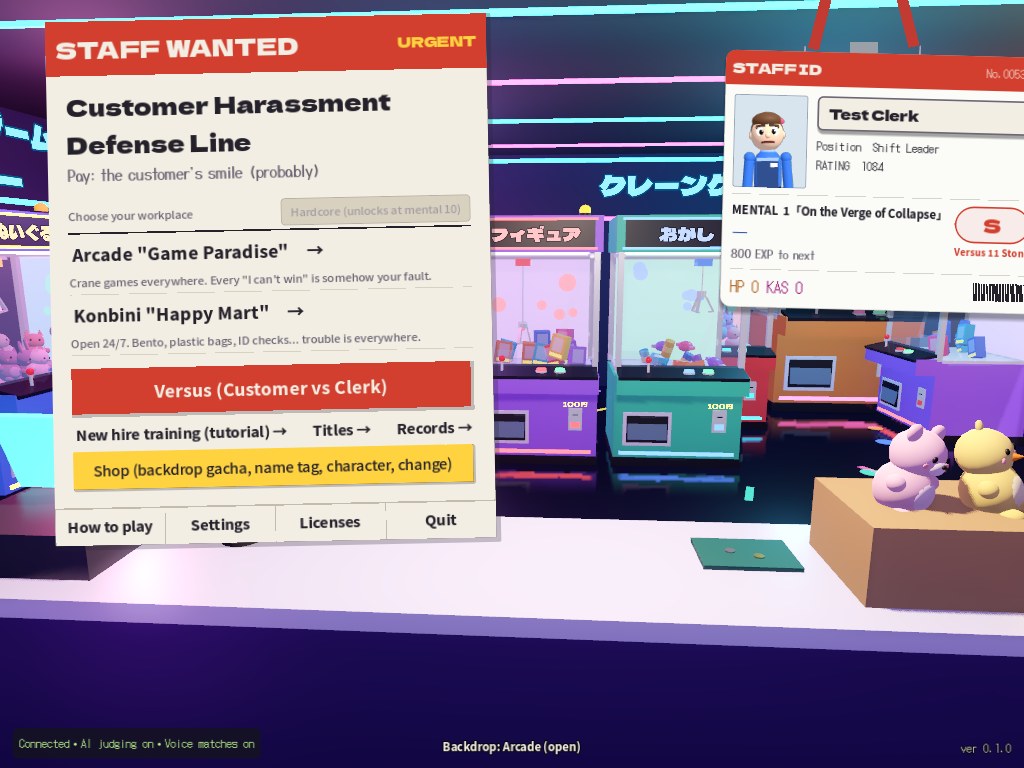 STAFF WANTED
URGENT
Customer Harassment
Defense Line
Pay: the customer's smile (probably)
Choose your workplace
Hardcore (unlocks at mental 10)
Arcade "Game Paradise" →
Crane games everywhere. Every "I can't win" is somehow your fault.
Konbini "Happy Mart" →
Open 24/7. Bento, plastic bags, ID checks... trouble is everywhere.
Versus (Customer vs Clerk)
New hire training (tutorial) →
Titles →
Records →
Shop (backdrop gacha, name tag, character, change)
How to play
Settings
Licenses
Quit
STAFF ID
No. 0053
Test Clerk
Position Shift Leader
RATING 1084
MENTAL 1「On the Verge of Collapse」
S
Versus 11 Ston
800 EXP to next
HP 0 KAS 0
クレーンゲ
ーム
ぬいぐる
フィギュア
おかし
100円
100円
Connected • AI judging on • Voice matches on
Backdrop: Arcade (open)
ver 0.1.0